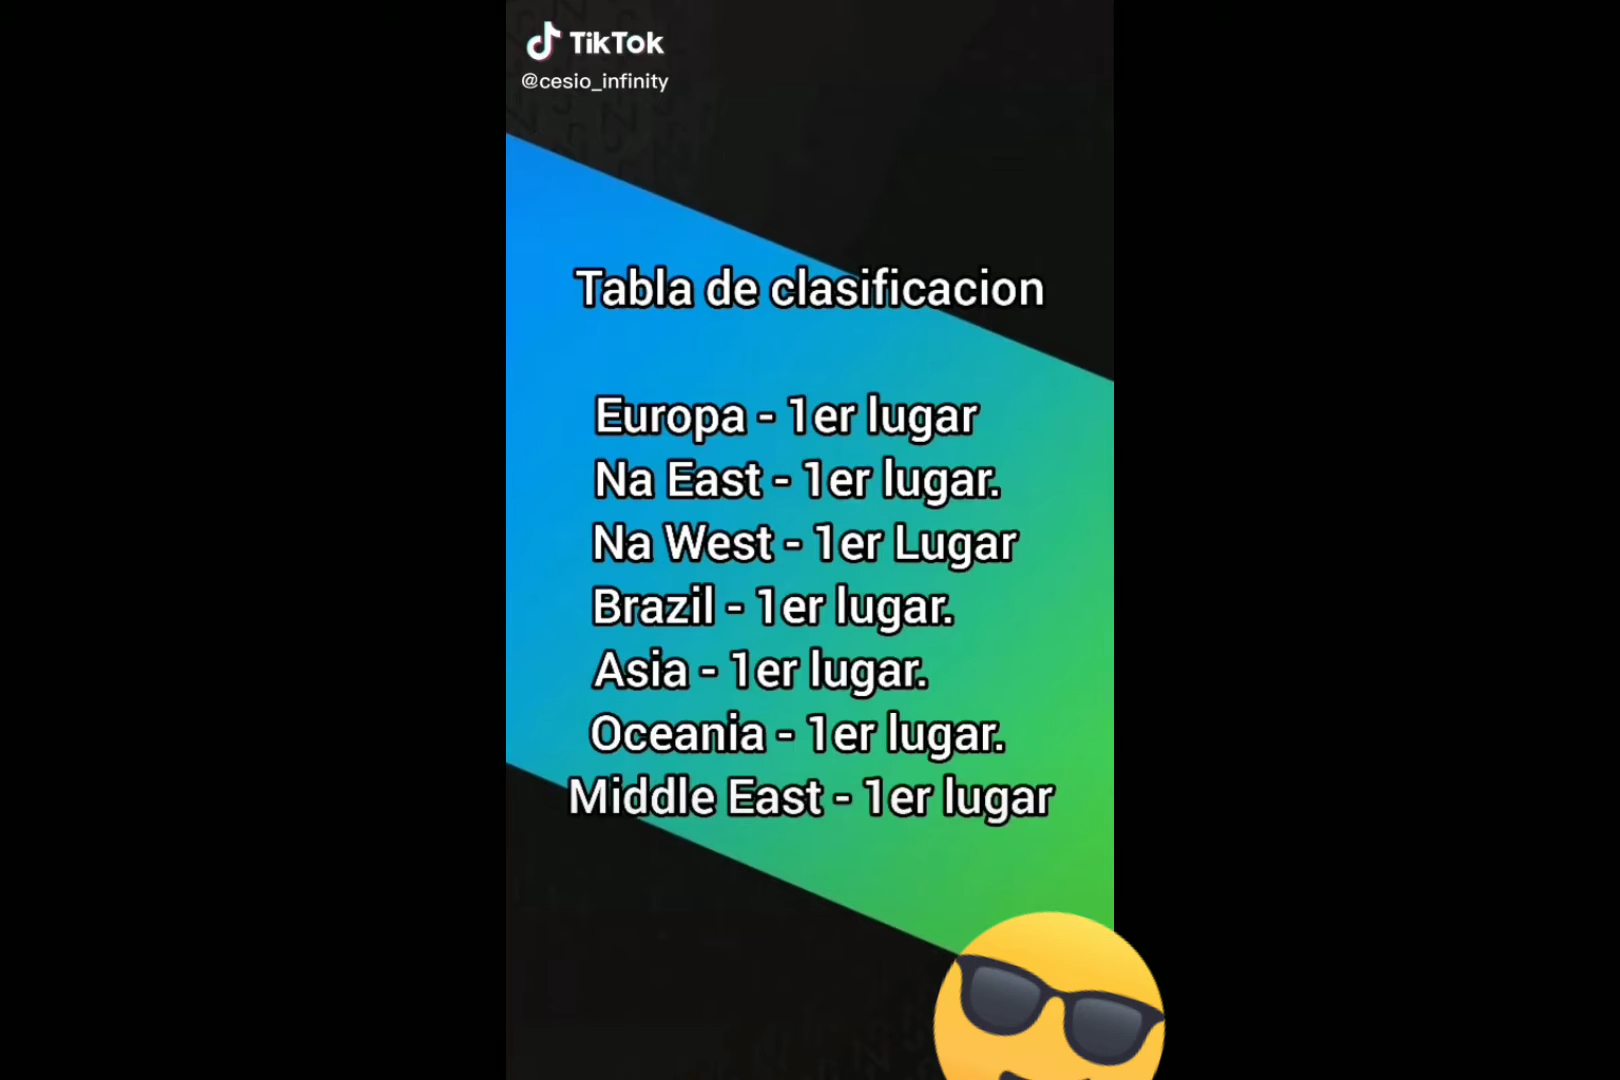 TikTok
@cesio_infinity
Tabla de clasificacion
Europa - 1er lugar
Na East - 1er lugar.
Na West - 1er Lugar
Brazil - 1er lugar.
Asia - 1er lugar.
Oceania - 1er lugar.
Middle East - 1er lugar